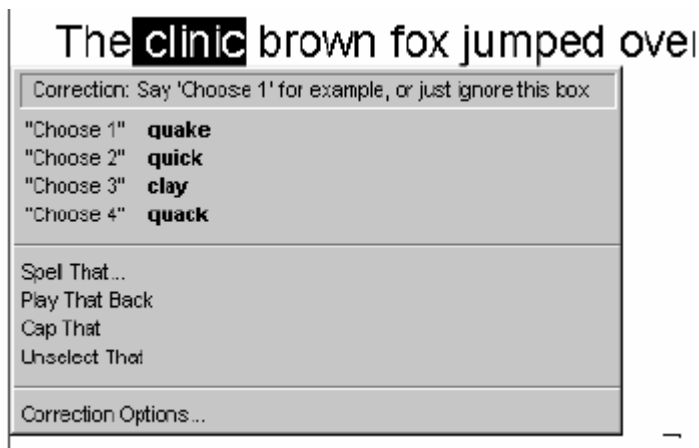 The clinic brown fox jumped over
Correction: Say 'Choose 1' for example, or just ignore this box
"Choose 1" quake
"Choose 2" quick
"Choose 3" clay
"Choose 4" quack
Spell That...
Play That Back
Cap That
Unselect That
Correction Options...